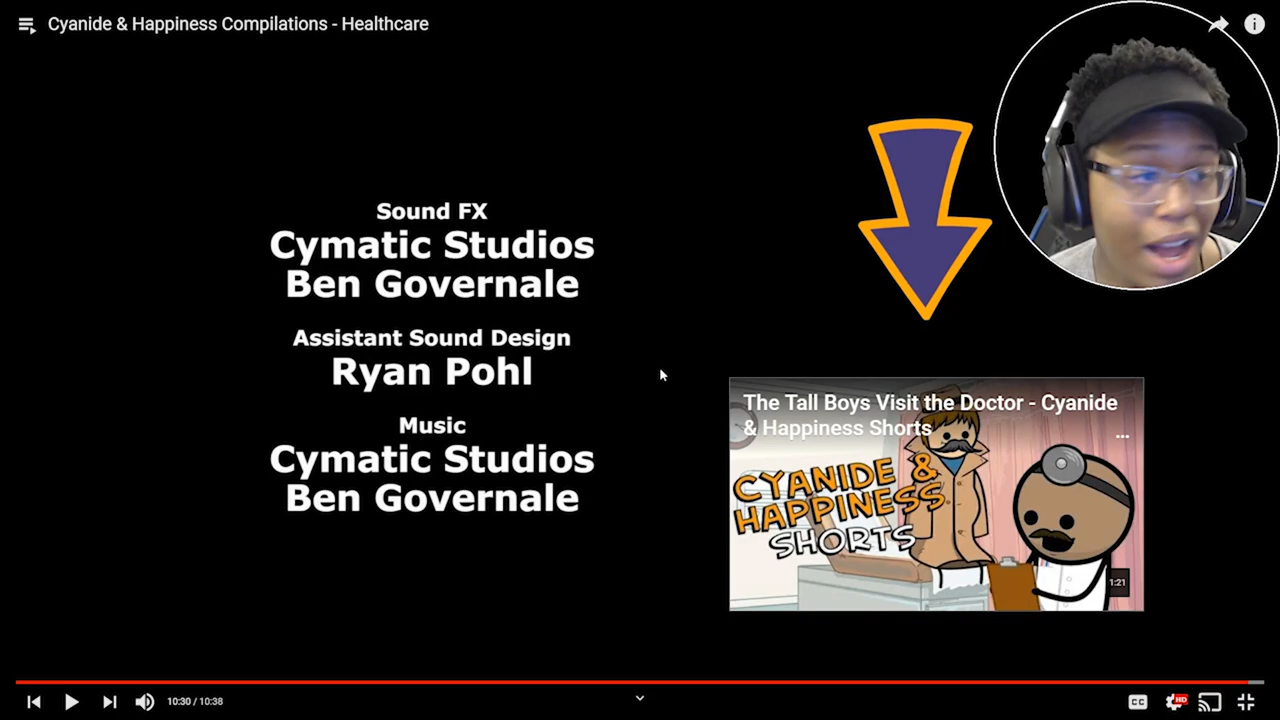 Cyanide & Happiness Compilations - Healthcare
Sound FX
Cymatic Studios
Ben Governale
Assistant Sound Design
Ryan Pohl
Music
Cymatic Studios
Ben Governale
The Tall Boys Visit the Doctor - Cyanide
& Happiness Shorts
CYANIDE &
HAPPINESS
SHORTS
1:21
10:30 / 10:38
CC
HD